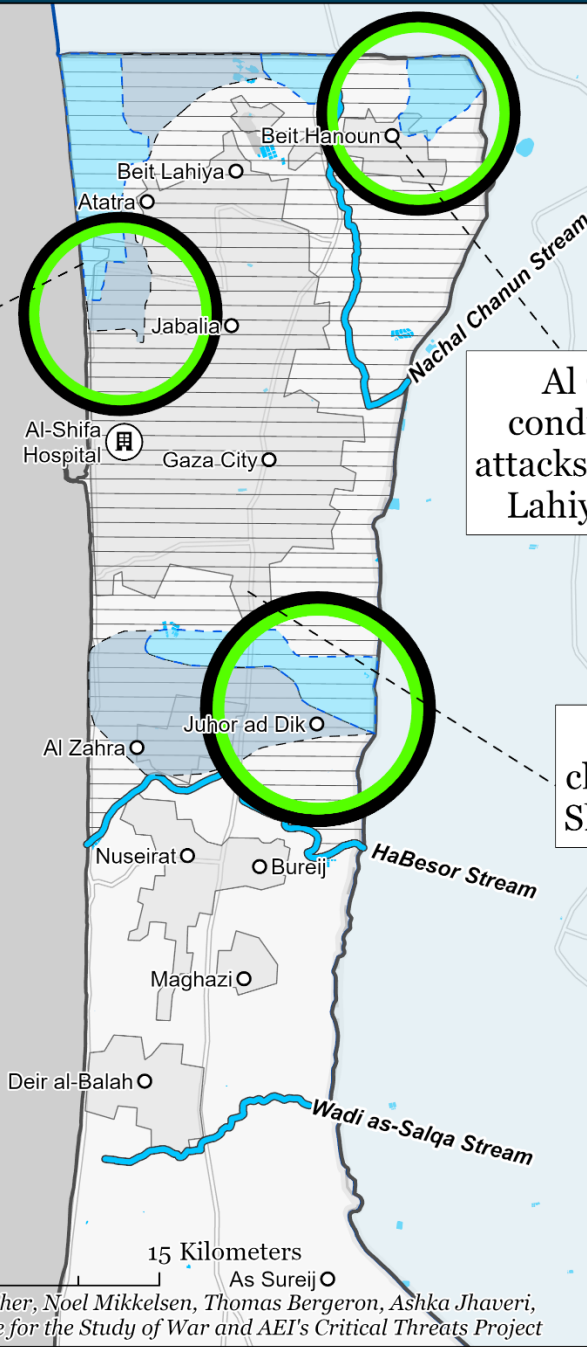 Beit Hanoun
Beit Lahiya
Atatra
Nachal Chanun Stream
Jabalia
Al
cond
attacks
Lahiy
Al-Shifa
Hospital
Gaza City
Juhor ad Dik
Al Zahra
Nuseirat
Bureij
HaBesor Stream
Maghazi
Deir al-Balah
Wadi as-Salqa Stream
15 Kilometers
As Sureij
her, Noel Mikkelsen, Thomas Bergeron, Ashka Jhaveri,
e for the Study of War and AEI's Critical Threats Project